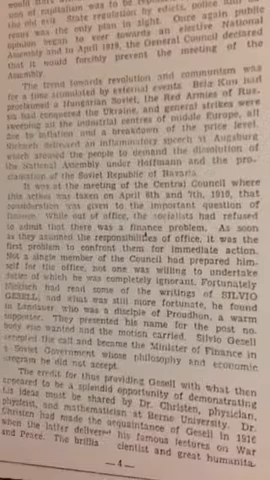 sion of capitalism was to be
the old evil. State regulation by edicts, police and
was the only plan in sight. Once again public
opinion began to veer towards an elective National
Assembly and in April 1919, the General Council declared
that it would forcibly prevent the meeting of the
Assembly.
The trend towards revolution and communism was
for a time stimulated by external events. Bela Kun had
proclaimed a Hungarian Soviet, the Red Armies of Rus-
sia had conquered the Ukraine, and general strikes were
sweeping all the industrial centres of middle Europe, all
due to inflation and a breakdown of the price level.
Niekisch delivered an inflammatory speech at Augsburg
which aroused the people to demand the dissolution of
the National Assembly under Hoffmann and the pro-
clamation of the Soviet Republic of Bavaria.
It was at the meeting of the Central Council where
this action was taken on April 6th and 7th, 1919, that
consideration was given to the important question of
finance. While out of office, the socialists had refused
to admit that there was a finance problem. As soon
as they assumed the responsibilities of office, it was the
first problem to confront them for immediate action.
Not a single member of the Council had prepared him-
self for the office, not one was willing to undertake
duties of which he was completely ignorant. Fortunately
Niekisch had read some of the writings of SILVIO
GESELL, and what was still more fortunate, he found
in Landauer who was a disciple of Proudhon, a warm
supporter. They presented his name for the post no-
body else wanted and the motion carried. Silvio Gesell
accepted the call and became the Minister of Finance in
a Soviet Government whose philosophy and economic
program he did not accept.
The credit for thus providing Gesell with what then
appeared to be a splendid opportunity of demonstrating
his ideas must be shared by Dr. Christen, physician,
physicist, and mathematician at Berne University. Dr.
Christen had made the acquaintance of Gesell in 1916
when the latter delivered his famous lectures on War
and Peace. The brillia cientist and great humanita-
— 4 —